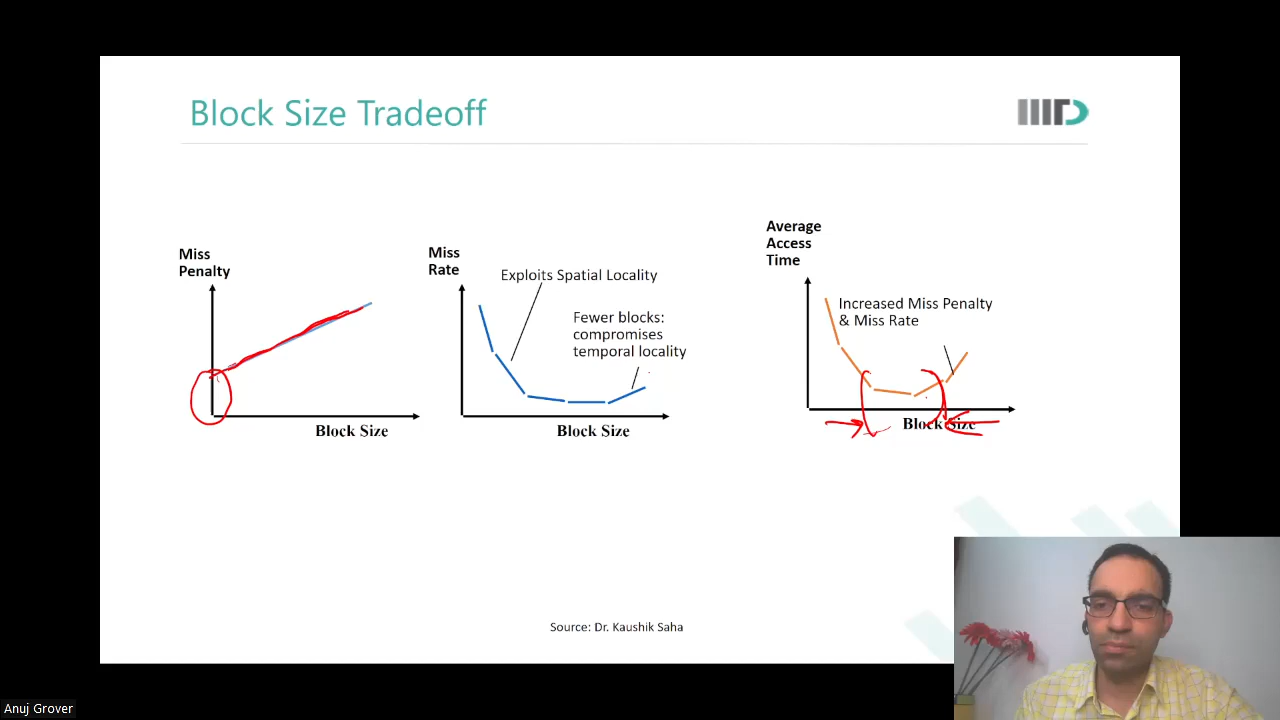 Block Size Tradeoff
IIITD
Miss
Penalty
Block Size
Miss
Rate
Exploits Spatial Locality
Fewer blocks:
compromises
temporal locality
Block Size
Average
Access
Time
Increased Miss Penalty
& Miss Rate
Block Size
Source: Dr. Kaushik Saha
Anuj Grover